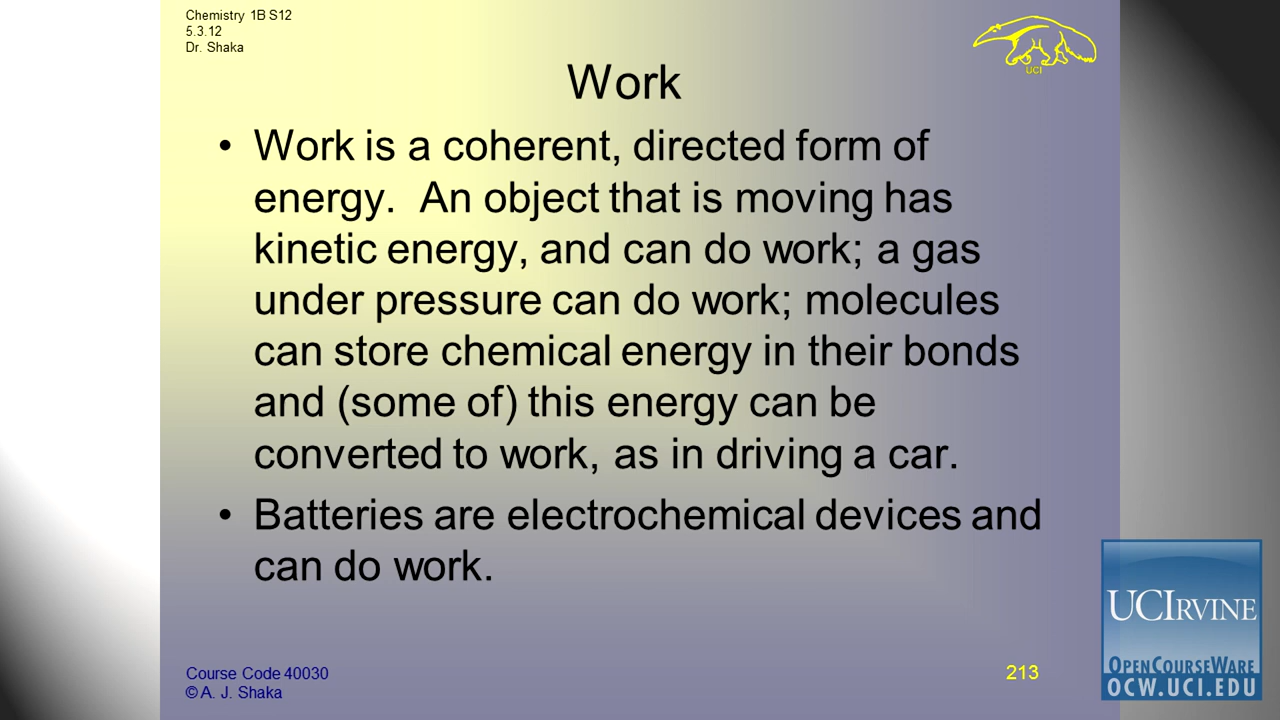 Chemistry 1B S12
5.3.12
Dr. Shaka
UCI
Work
• Work is a coherent, directed form of
energy.  An object that is moving has
kinetic energy, and can do work; a gas
under pressure can do work; molecules
can store chemical energy in their bonds
and (some of) this energy can be
converted to work, as in driving a car.
• Batteries are electrochemical devices and
can do work.
UCIRVINE
OPENCOURSEWARE
OCW.UCI.EDU
Course Code 40030
© A. J. Shaka
213